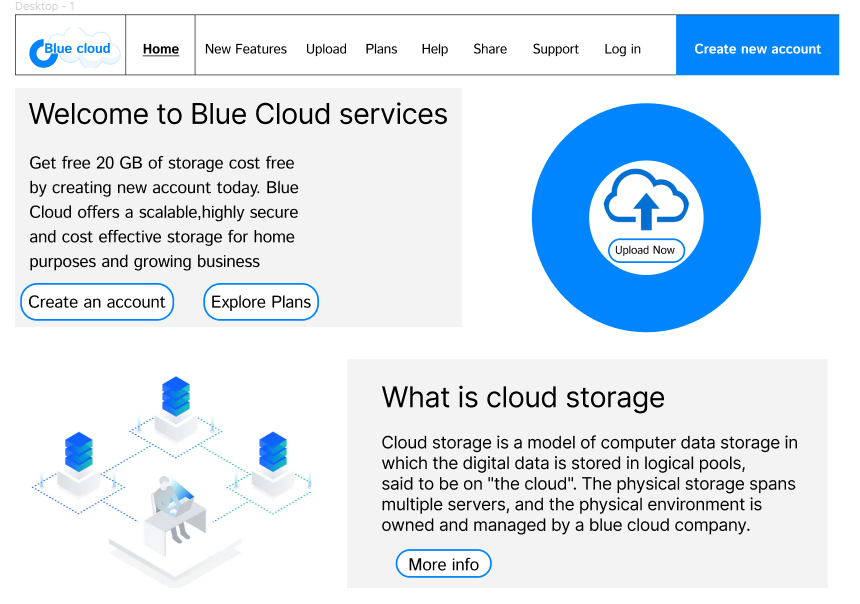 Desktop - 1
Blue cloud
Home
New Features
Upload
Plans
Help
Share
Support
Log in
Create new account
Welcome to Blue Cloud services
Get free 20 GB of storage cost free
by creating new account today. Blue
Cloud offers a scalable,highly secure
and cost effective storage for home
purposes and growing business
Create an account
Explore Plans
Upload Now
What is cloud storage
Cloud storage is a model of computer data storage in
which the digital data is stored in logical pools,
said to be on "the cloud". The physical storage spans
multiple servers, and the physical environment is
owned and managed by a blue cloud company.
More info